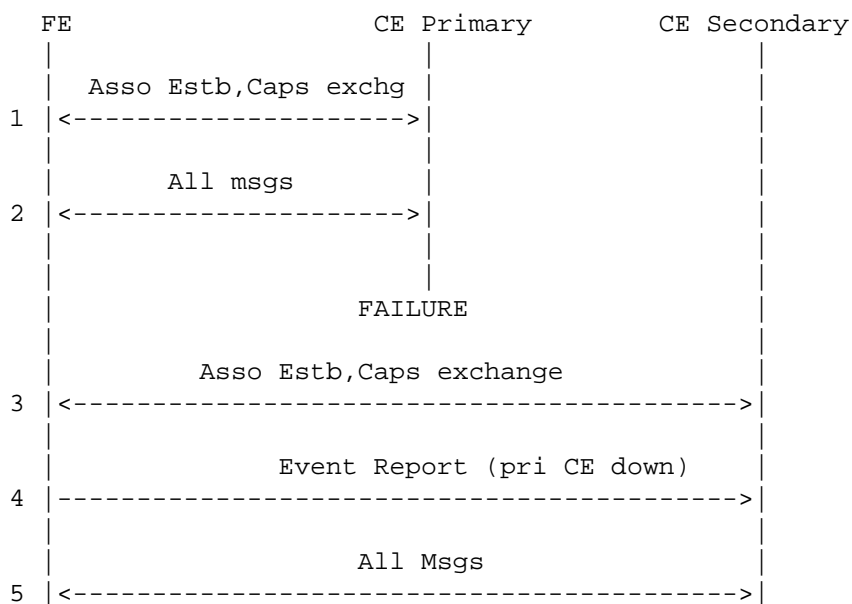 FE CE Primary CE Secondary
Asso Estb,Caps exchg
1
All msgs
2
FAILURE
Asso Estb,Caps exchange
3
Event Report (pri CE down)
4
All Msgs
5